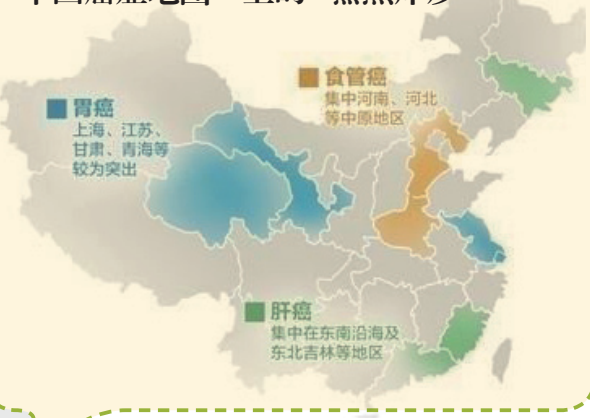 胃癌
上海、江苏、
甘肃、青海等
较为突出
食管癌
集中河南、河北
等中原地区
肝癌
集中在东南沿海及
东北吉林等地区